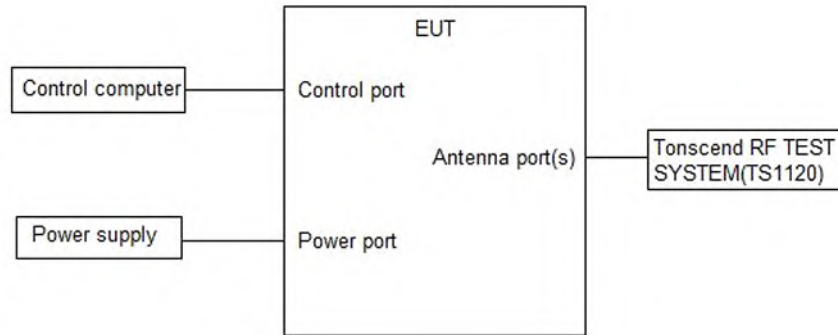 EUT
Control computer
Control port
Antenna port(s)
Tonscend RF TEST
SYSTEM(TS1120)
Power supply
Power port